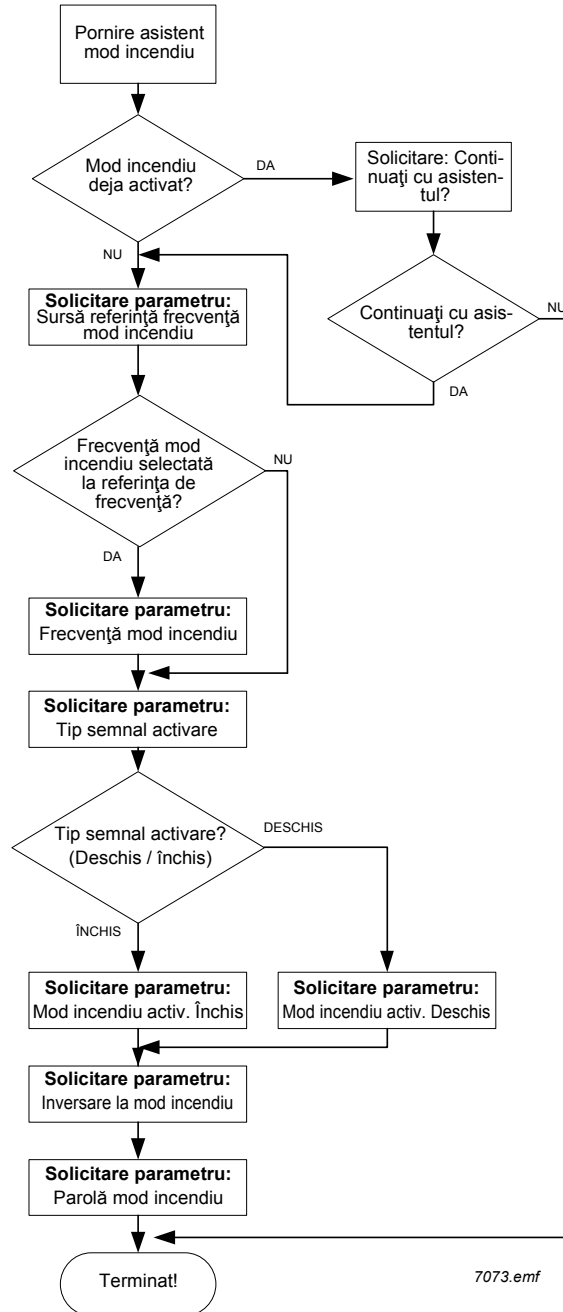 Pornire asistent
mod incendiu
Mod incendiu
deja activat?
DA
Solicitare: Conti-
nuaţi cu asisten-
tul?
NU
Continuaţi cu asis-
tentul?
NU
DA
Solicitare parametru:
Sursă referinţă frecvenţă
mod incendiu
Frecvenţă mod
incendiu selectată
la referinţa de
frecvenţă?
NU
DA
Solicitare parametru:
Frecvenţă mod incendiu
Solicitare parametru:
Tip semnal activare
Tip semnal activare?
(Deschis / închis)
DESCHIS
ÎNCHIS
Solicitare parametru:
Mod incendiu activ. Închis
Solicitare parametru:
Mod incendiu activ. Deschis
Solicitare parametru:
Inversare la mod incendiu
Solicitare parametru:
Parolă mod incendiu
Terminat!
7073.emf